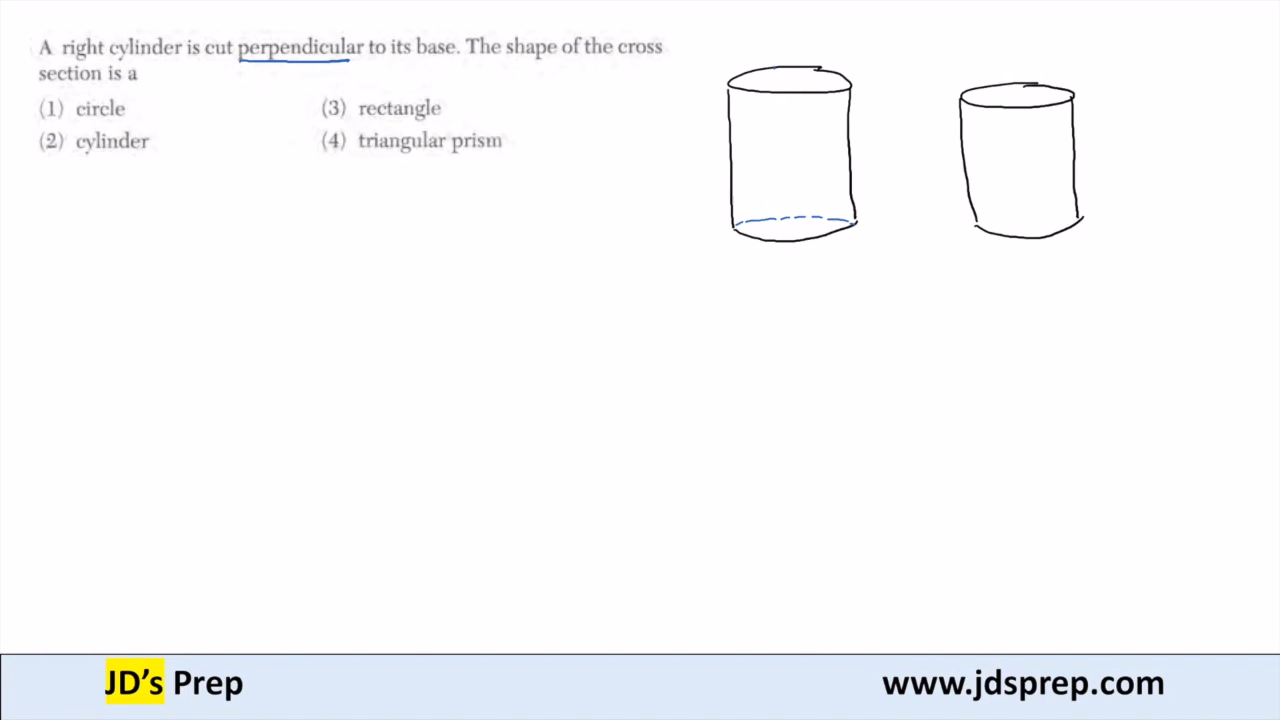 A right cylinder is cut perpendicular to its base. The shape of the cross
section is a
(1) circle
(3) rectangle
(2) cylinder
(4) triangular prism
JD's Prep
www.jdsprep.com